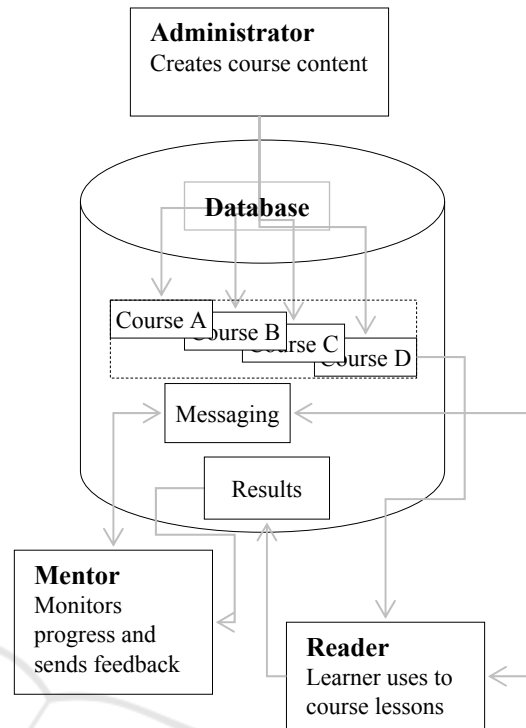 Administrator
Creates course content
Database
Course A
Course B
Course C
Course D
Messaging
Results
Mentor
Monitors
progress and
sends feedback
Reader
Learner uses to
course lessons